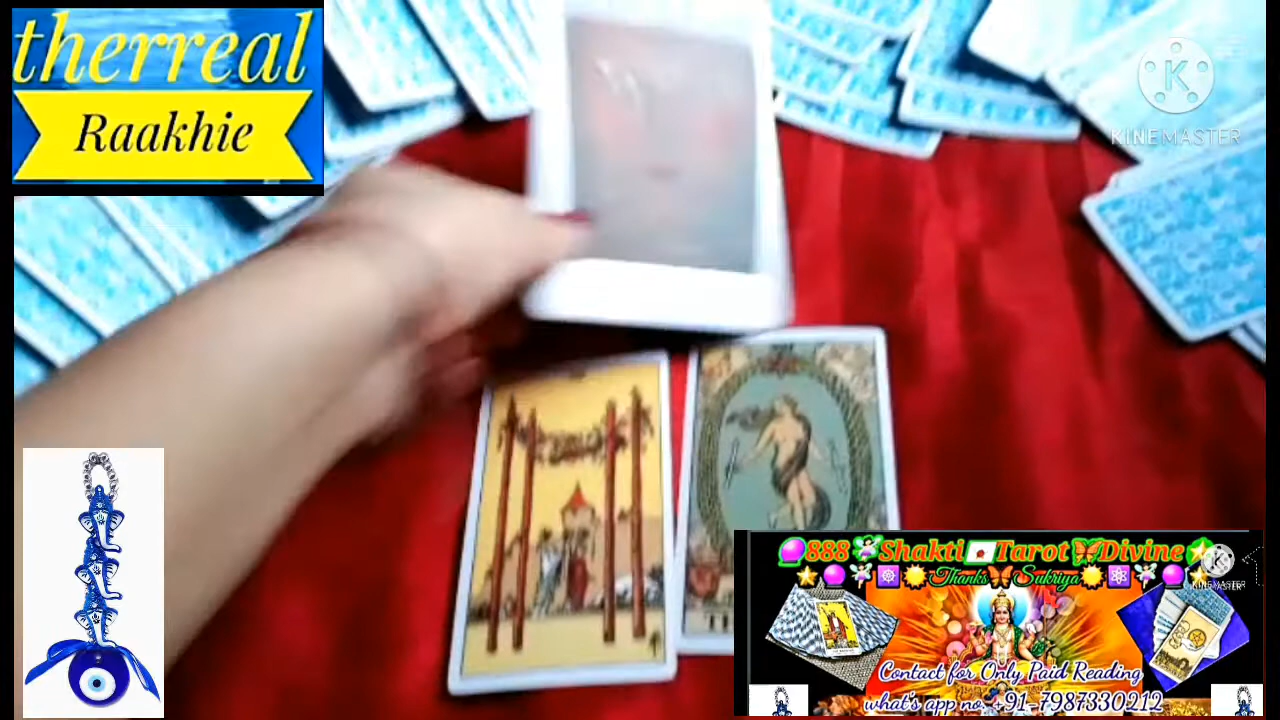 therreal
Raakhie
KINEMASTER
888 Shakti Tarot Divine
Thanks Sukriya
KINEMASTER
Contact for Only Paid Reading
what's app no. +91-7987330212